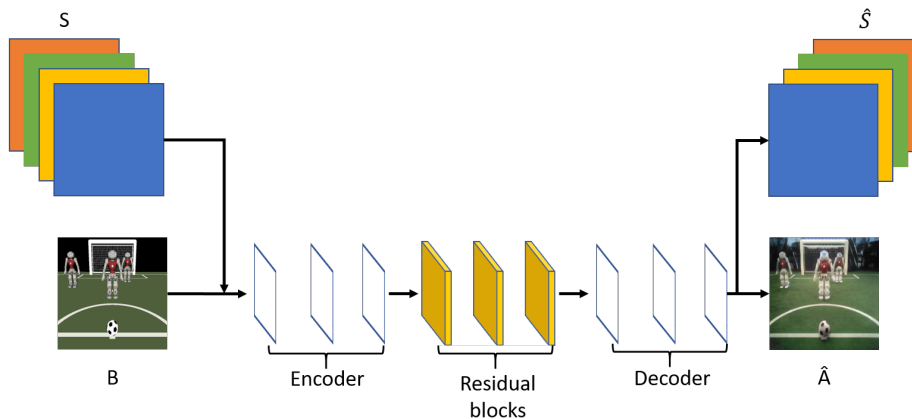 S
Ŝ
B
Encoder
Residual
blocks
Decoder
Â